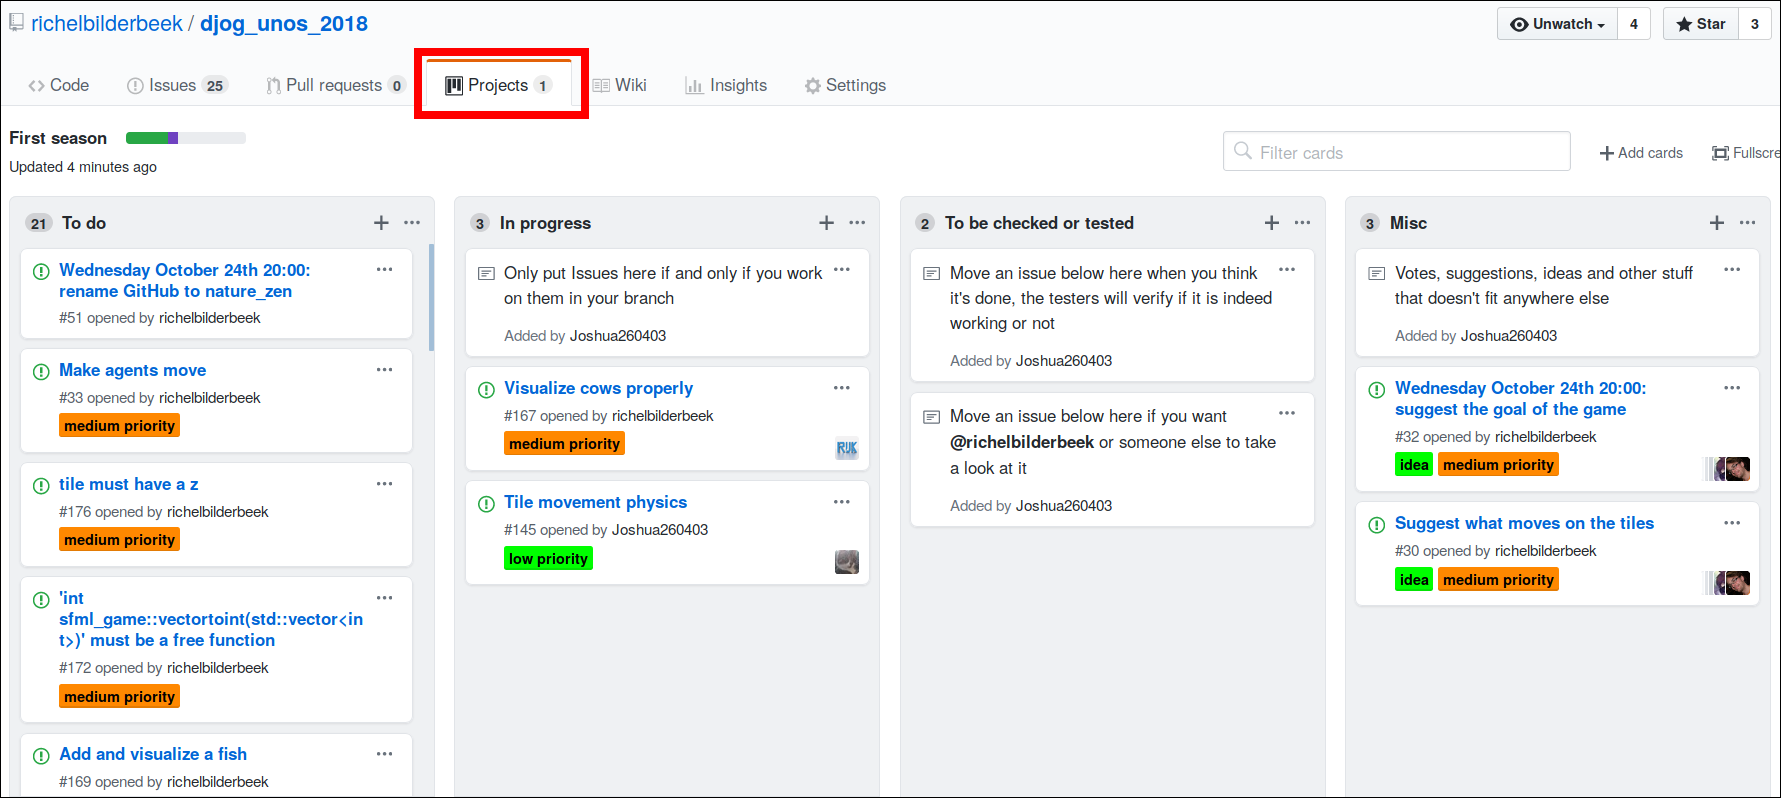 richelbilderbeek / djog_unos_2018
Unwatch 4
Star 3
Code
Issues 25
Pull requests 0
Projects 1
Wiki
Insights
Settings
First season
Updated 4 minutes ago
Filter cards
Add cards
Fullscre
21 To do
Wednesday October 24th 20:00:
rename GitHub to nature_zen
#51 opened by richelbilderbeek
Make agents move
#33 opened by richelbilderbeek
medium priority
tile must have a z
#176 opened by richelbilderbeek
medium priority
'int
sfml_game::vectortoint(std::vector<in
t>)' must be a free function
#172 opened by richelbilderbeek
medium priority
Add and visualize a fish
#169 opened by richelbilderbeek
3 In progress
Only put Issues here if and only if you work
on them in your branch
Added by Joshua260403
Visualize cows properly
#167 opened by richelbilderbeek
medium priority
RIJK
Tile movement physics
#145 opened by Joshua260403
low priority
2 To be checked or tested
Move an issue below here when you think
it's done, the testers will verify if it is indeed
working or not
Added by Joshua260403
Move an issue below here if you want
@richelbilderbeek or someone else to take
a look at it
Added by Joshua260403
3 Misc
Votes, suggestions, ideas and other stuff
that doesn't fit anywhere else
Added by Joshua260403
Wednesday October 24th 20:00:
suggest the goal of the game
#32 opened by richelbilderbeek
idea medium priority
Suggest what moves on the tiles
#30 opened by richelbilderbeek
idea medium priority